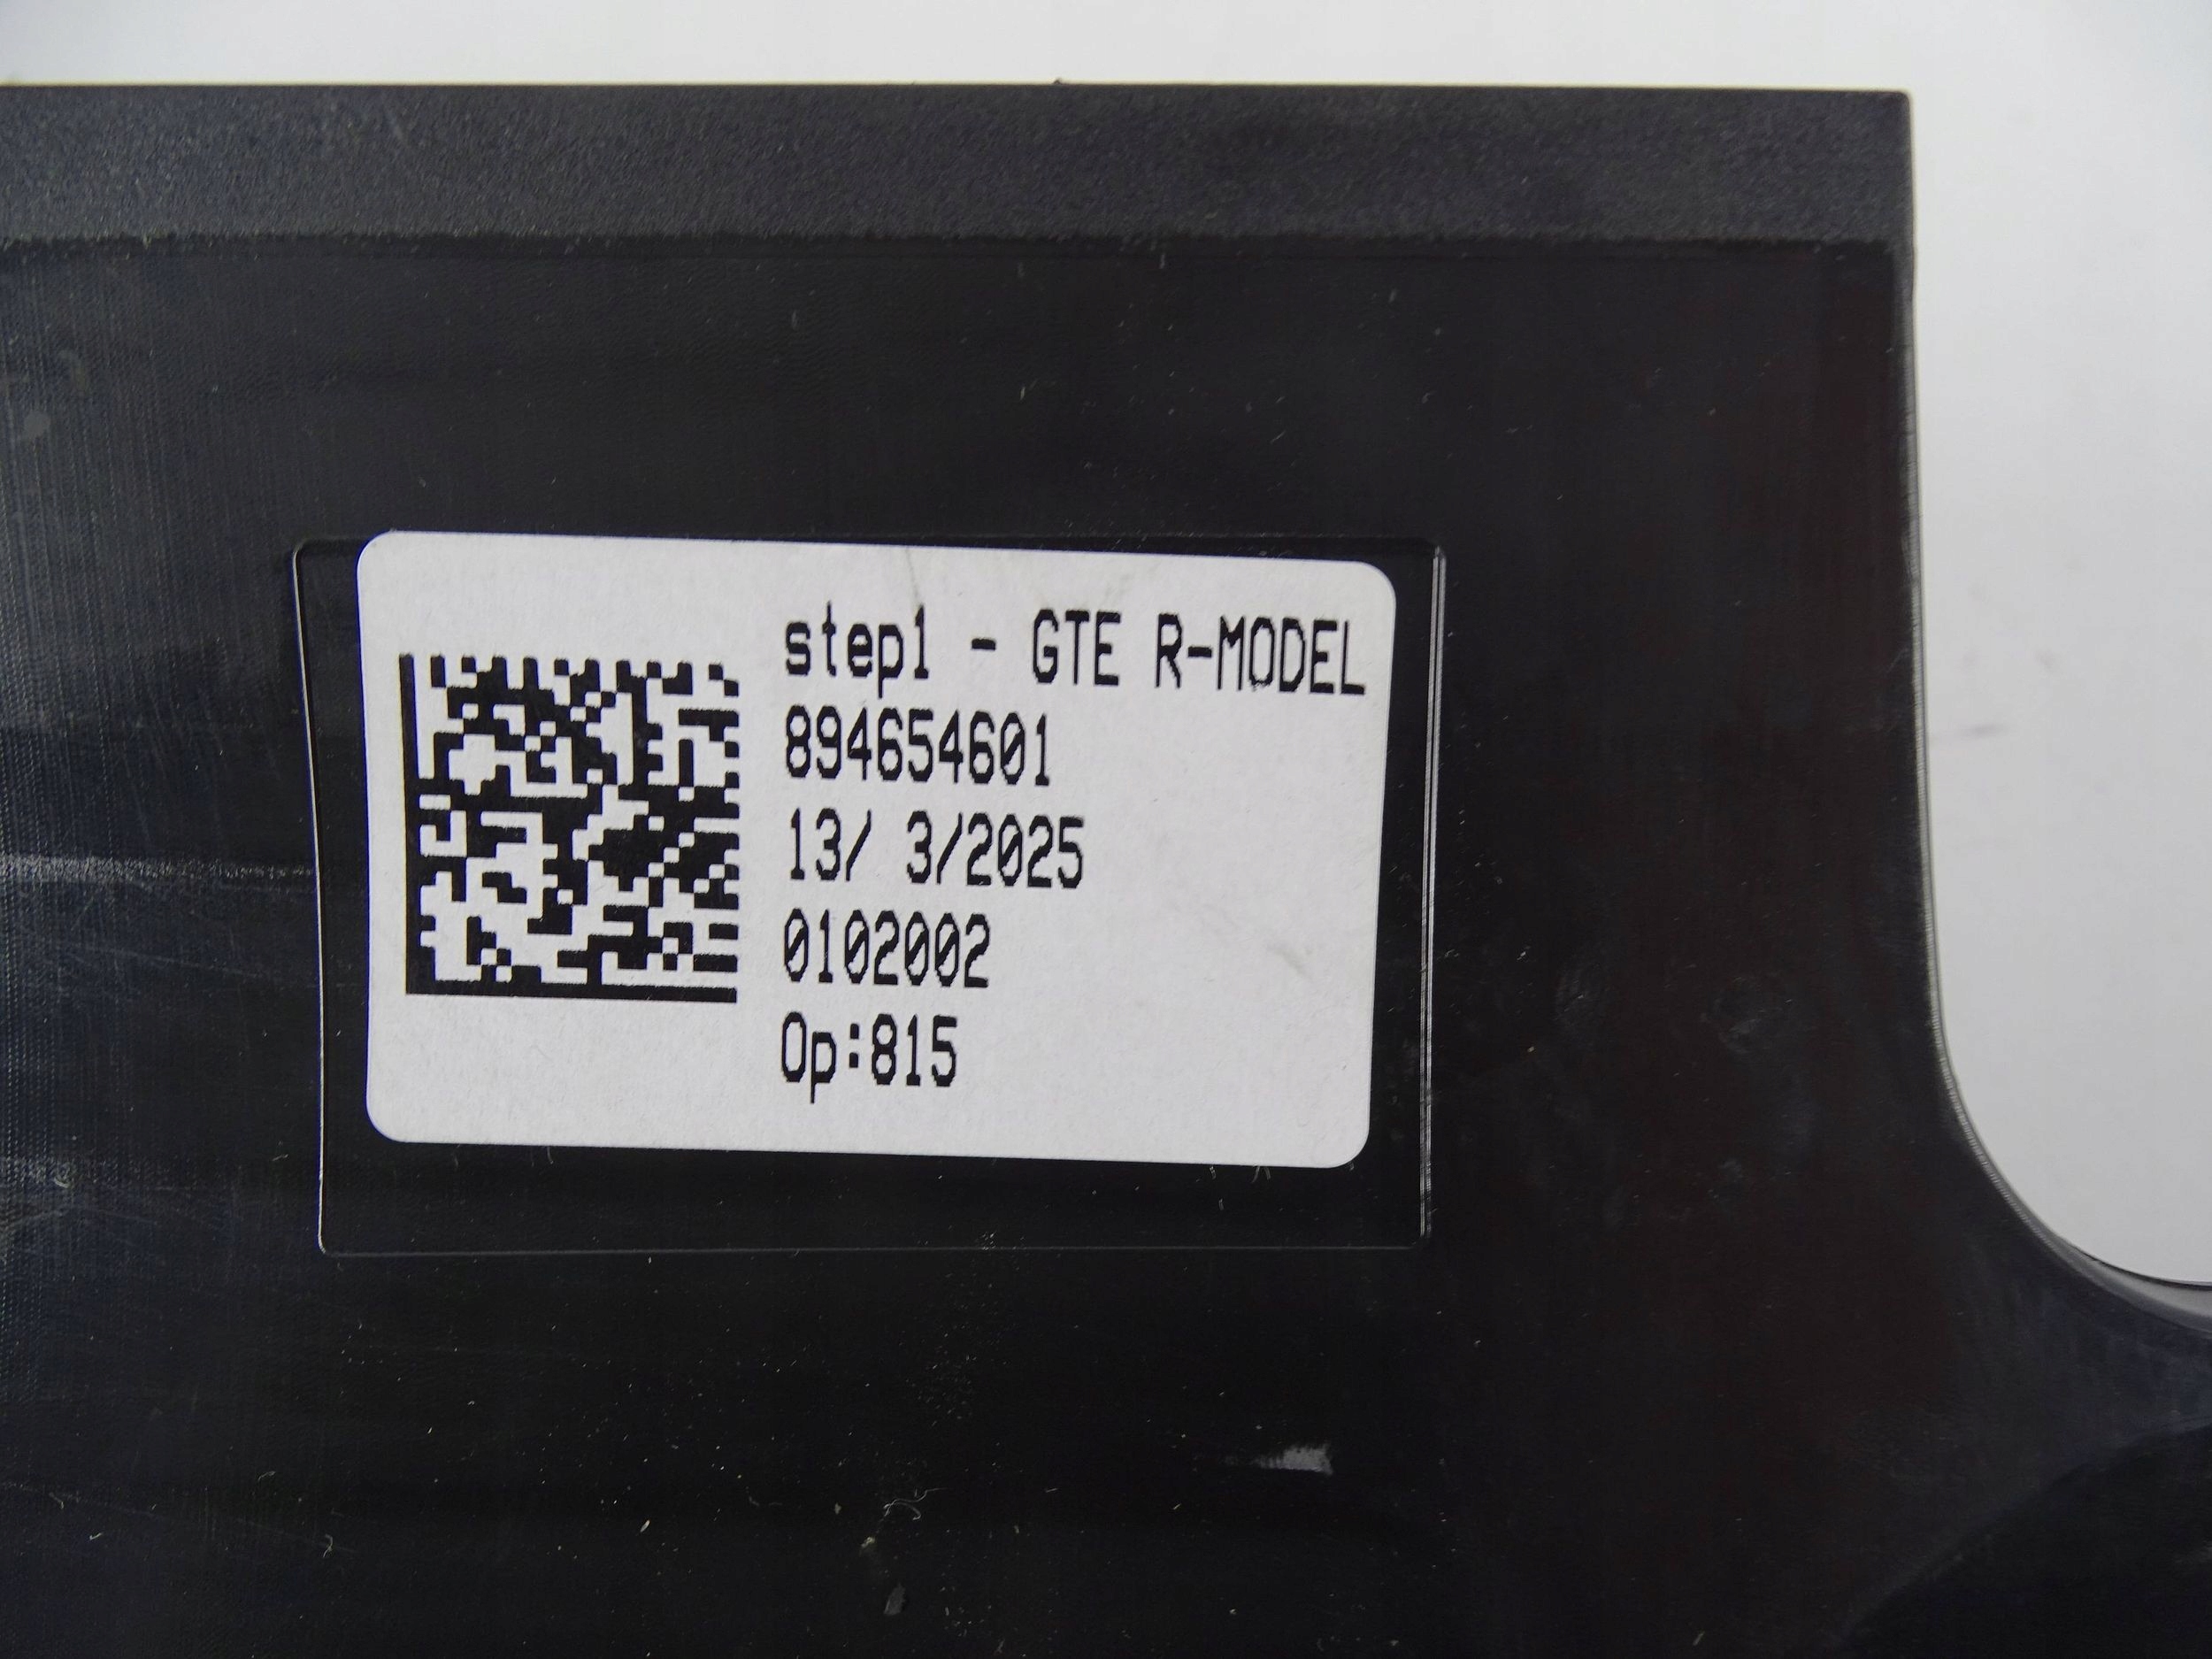 step1 - GTE R-MODEL
894654601
13/ 3/2025
0102002
Op:815